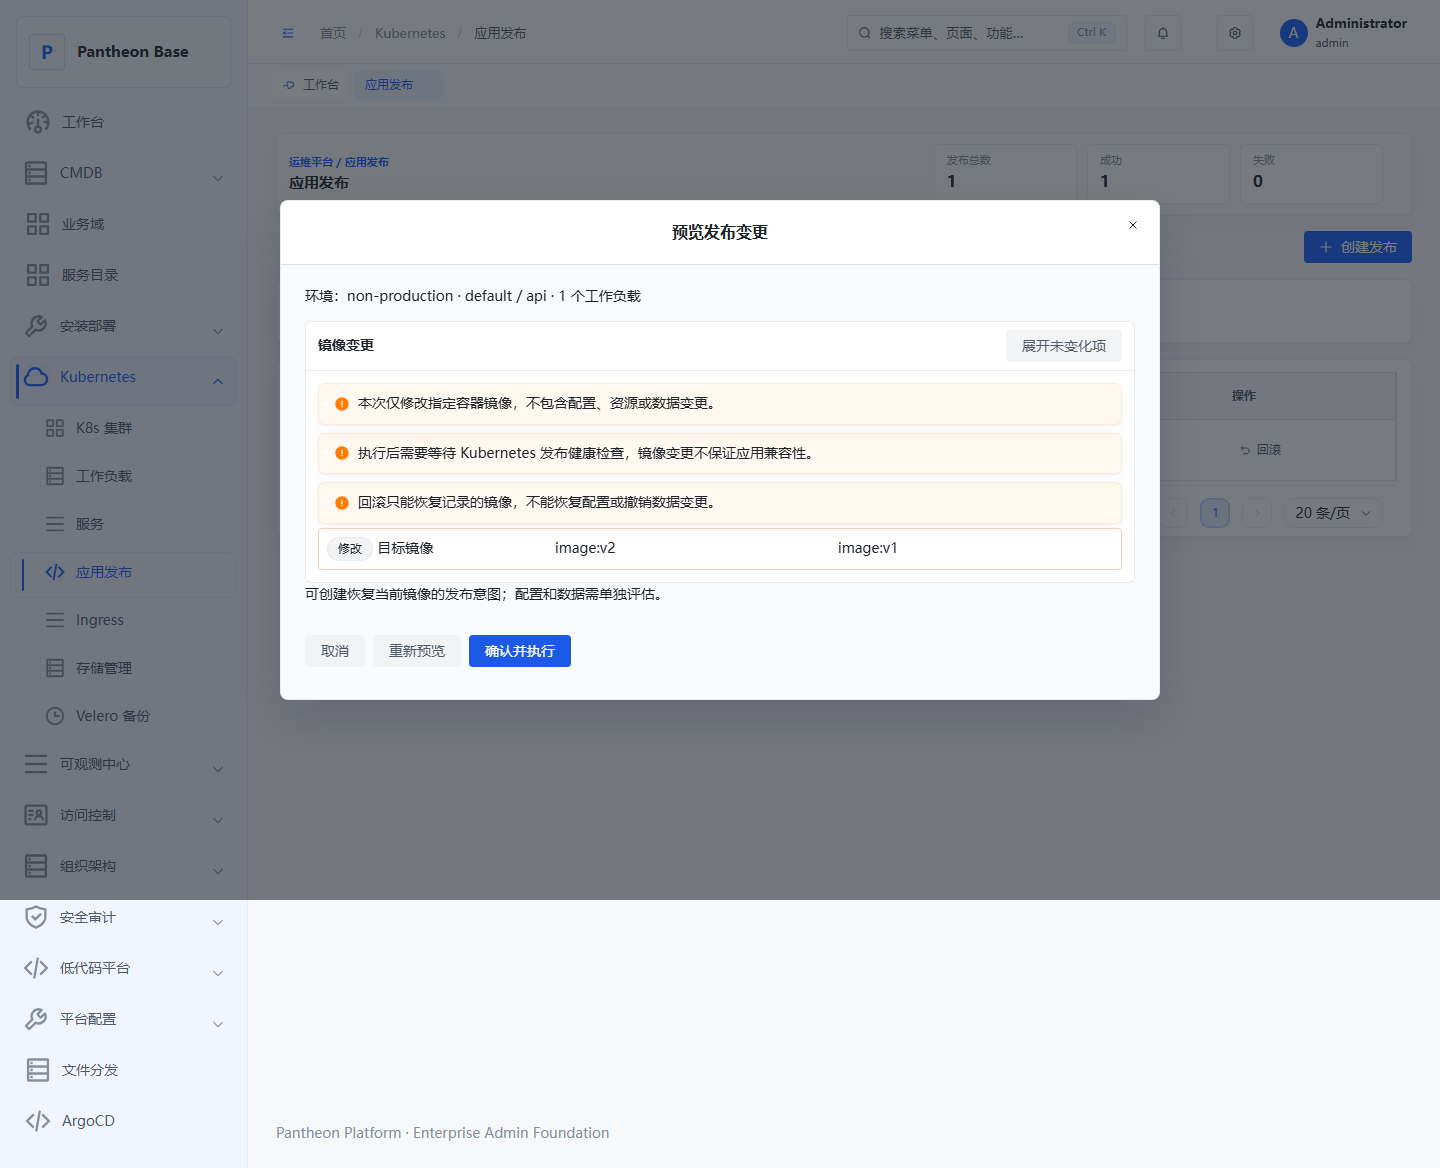 P Pantheon Base
首页 / Kubernetes / 应用发布
搜索菜单、页面、功能... Ctrl K
A Administrator
admin
工作台 应用发布
工作台
CMDB
业务域
服务目录
安装部署
Kubernetes
K8s 集群
工作负载
服务
应用发布
Ingress
存储管理
Velero 备份
可观测中心
访问控制
组织架构
安全审计
低代码平台
平台配置
文件分发
ArgoCD
运维平台 / 应用发布
应用发布
发布总数
1
成功
1
失败
0
创建发布
预览发布变更
环境：non-production · default / api · 1 个工作负载
镜像变更 展开未变化项
本次仅修改指定容器镜像，不包含配置、资源或数据变更。
执行后需要等待 Kubernetes 发布健康检查，镜像变更不保证应用兼容性。
回滚只能恢复记录的镜像，不能恢复配置或撤销数据变更。
修改 目标镜像 image:v2 image:v1
可创建恢复当前镜像的发布意图；配置和数据需单独评估。
取消 重新预览 确认并执行
操作
回滚
1 20 条/页
Pantheon Platform · Enterprise Admin Foundation